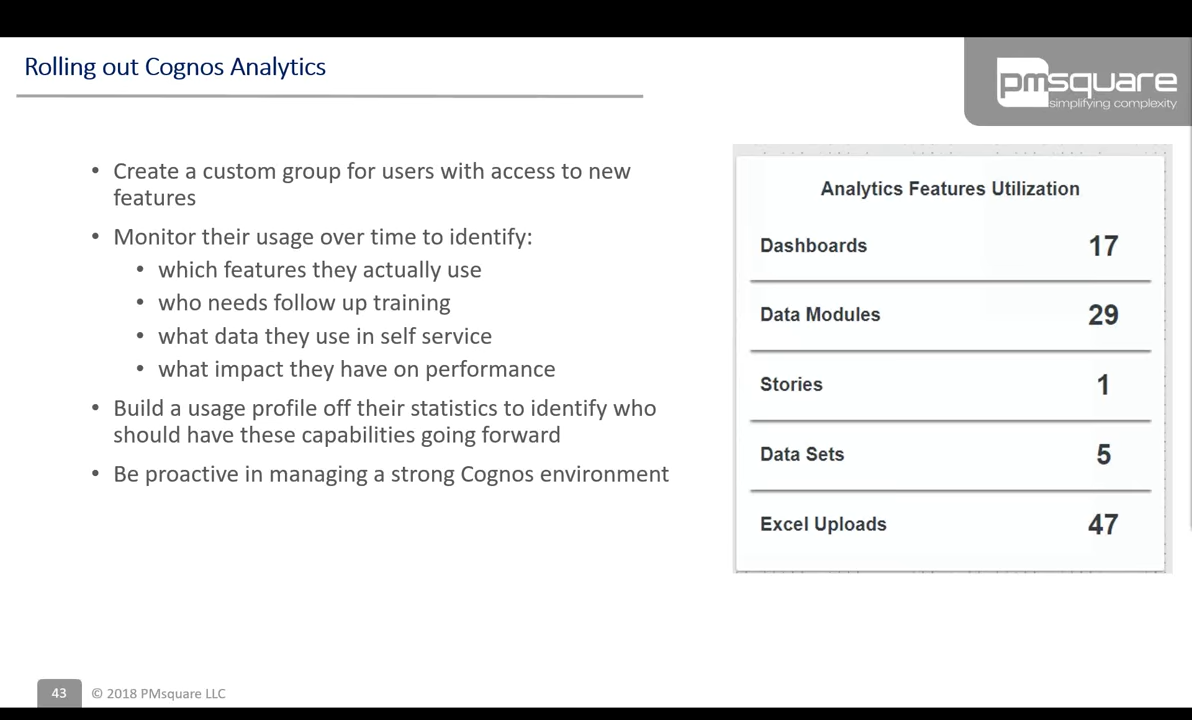 Rolling out Cognos Analytics
pmsquare
simplifying complexity
• Create a custom group for users with access to new
features
• Monitor their usage over time to identify:
• which features they actually use
• who needs follow up training
• what data they use in self service
• what impact they have on performance
• Build a usage profile off their statistics to identify who
should have these capabilities going forward
• Be proactive in managing a strong Cognos environment
Analytics Features Utilization
Dashboards 17
Data Modules 29
Stories 1
Data Sets 5
Excel Uploads 47
43 © 2018 PMsquare LLC